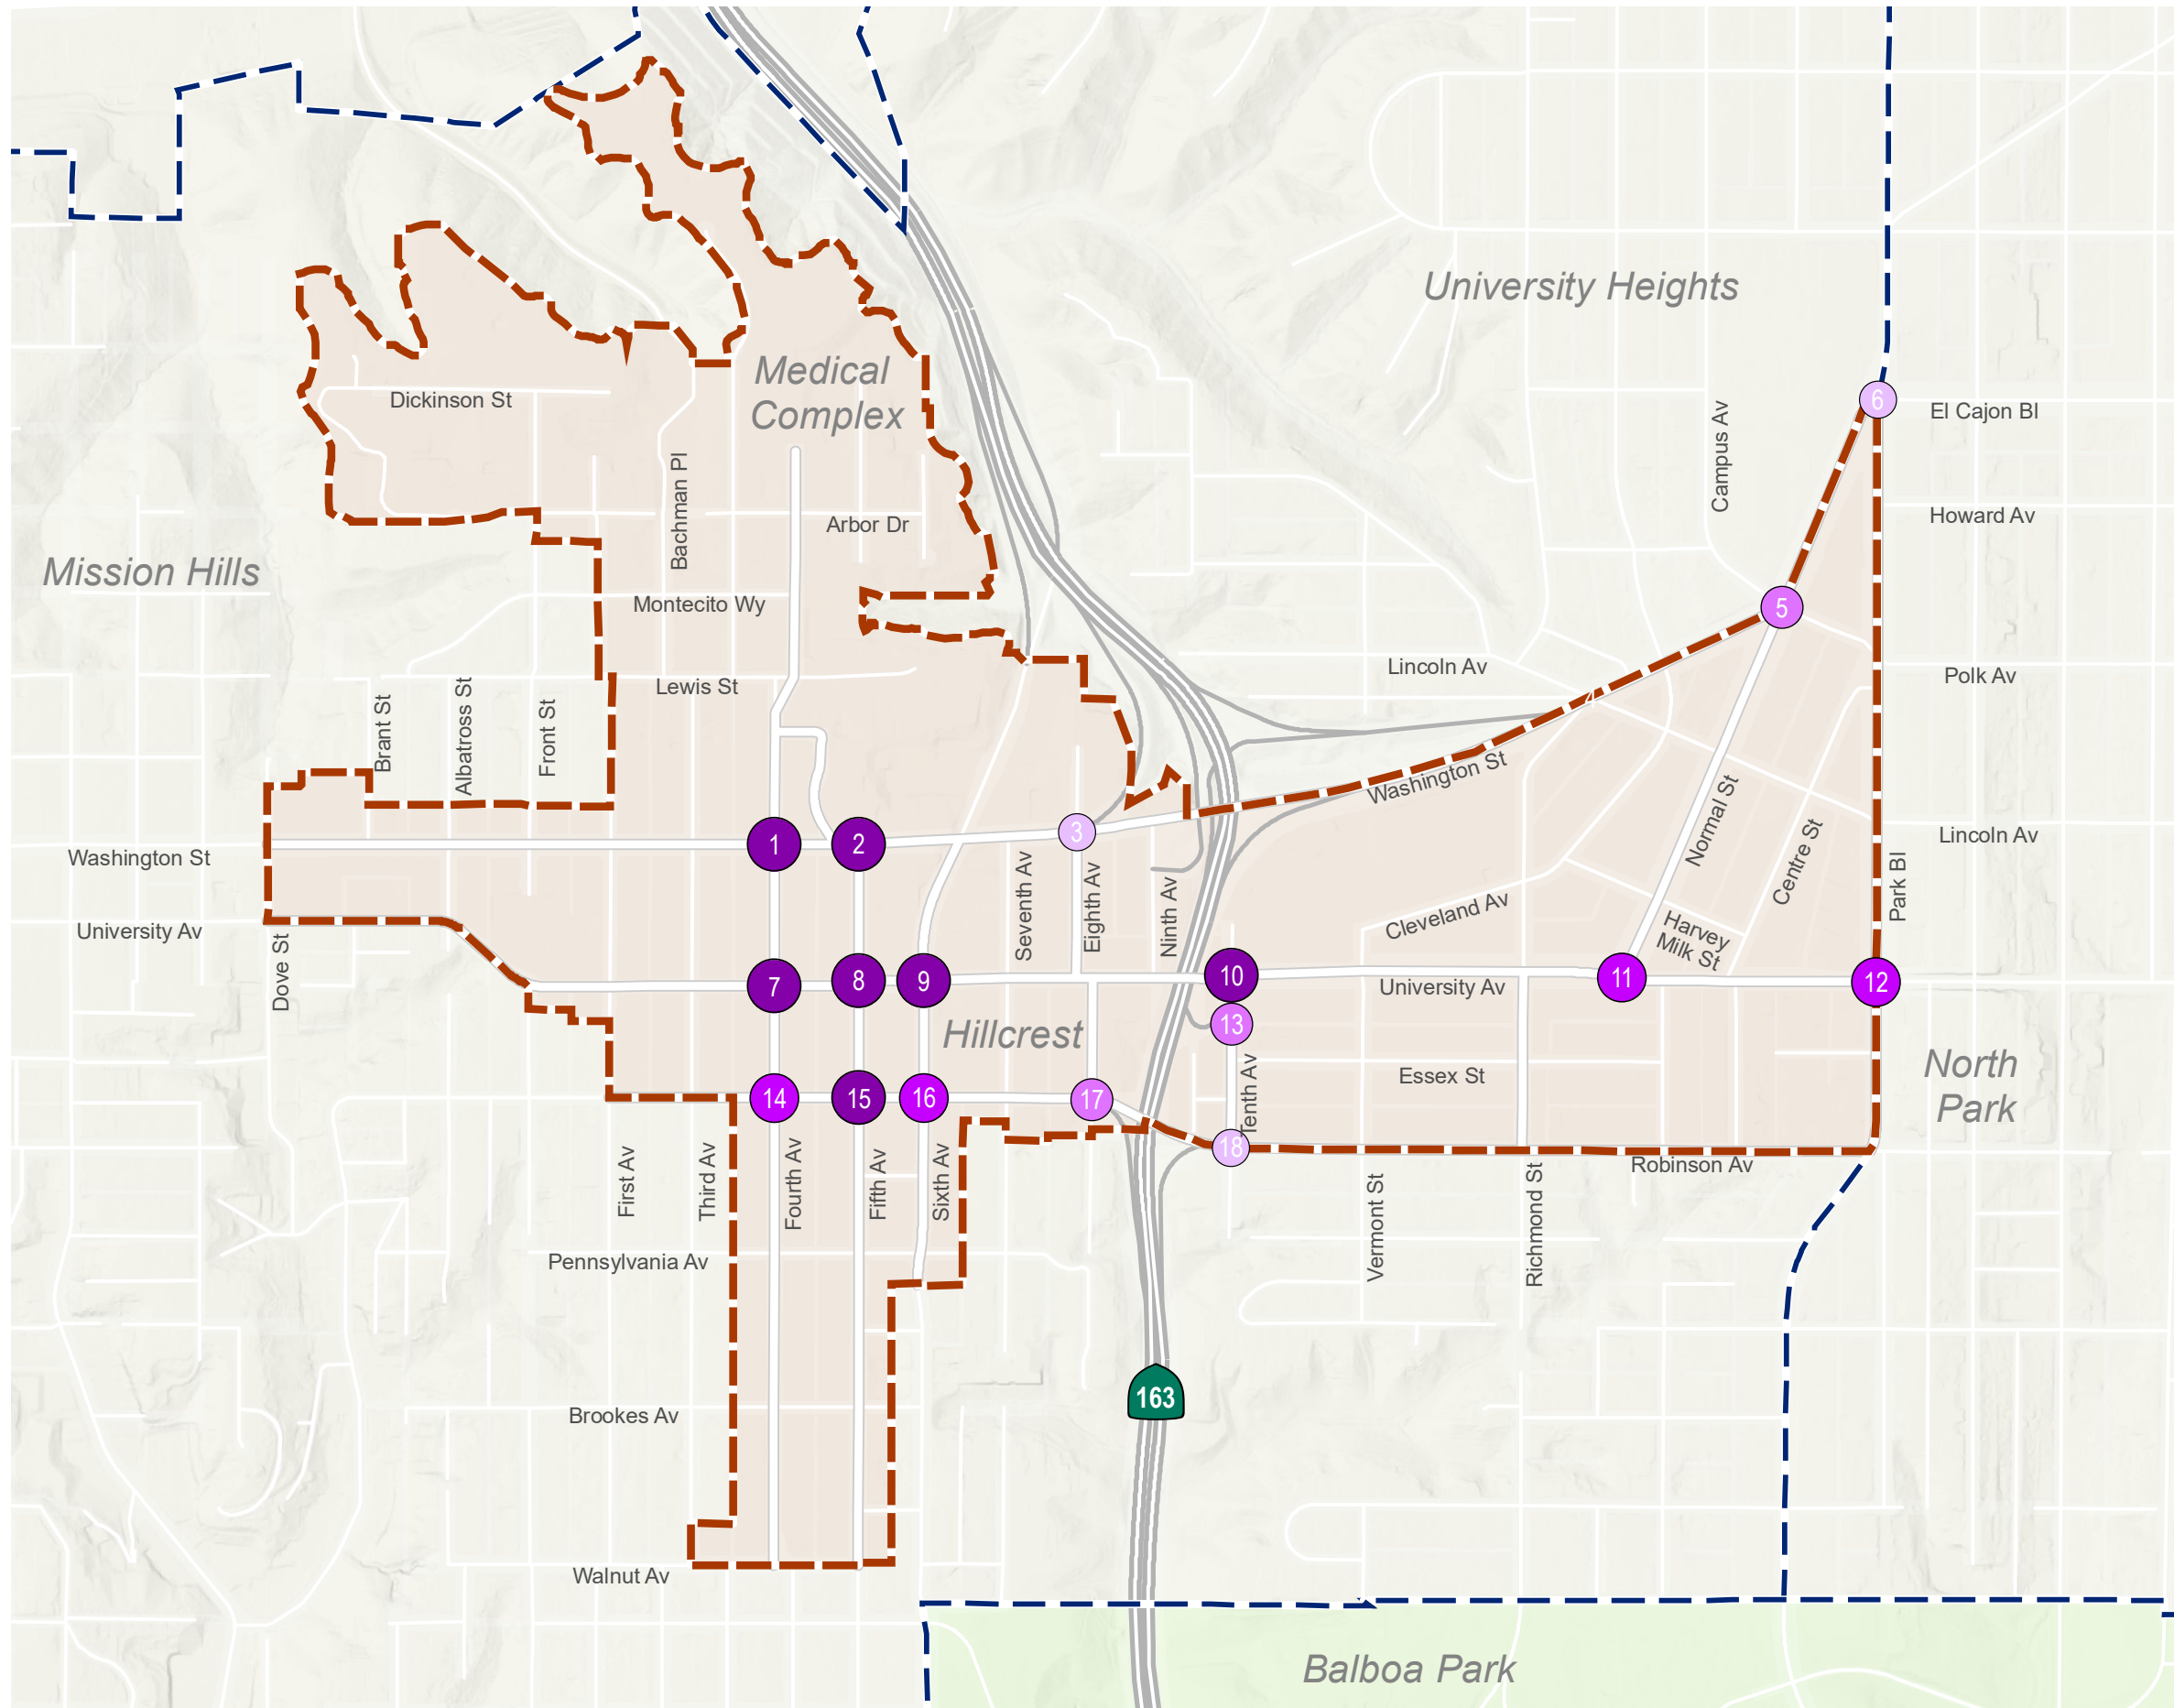 University Heights
Medical
Complex
Dickinson St
6
El Cajon Bl
Campus Av
Bachman Pl
Arbor Dr
Howard Av
Mission Hills
Montecito Wy
5
Lincoln Av
Polk Av
Lewis St
Brant St
Albatross St
Front St
Washington St
Normal St
Centre St
Lincoln Av
1
2
3
Washington St
Seventh Av
Eighth Av
Ninth Av
Cleveland Av
Harvey
Milk St
Park Bl
University Av
Dove St
7
8
9
10
11
12
University Av
Hillcrest
13
Tenth Av
Essex St
North
Park
14
15
16
17
18
First Av
Third Av
Fourth Av
Fifth Av
Sixth Av
Robinson Av
Vermont St
Richmond St
Pennsylvania Av
163
Brookes Av
Walnut Av
Balboa Park